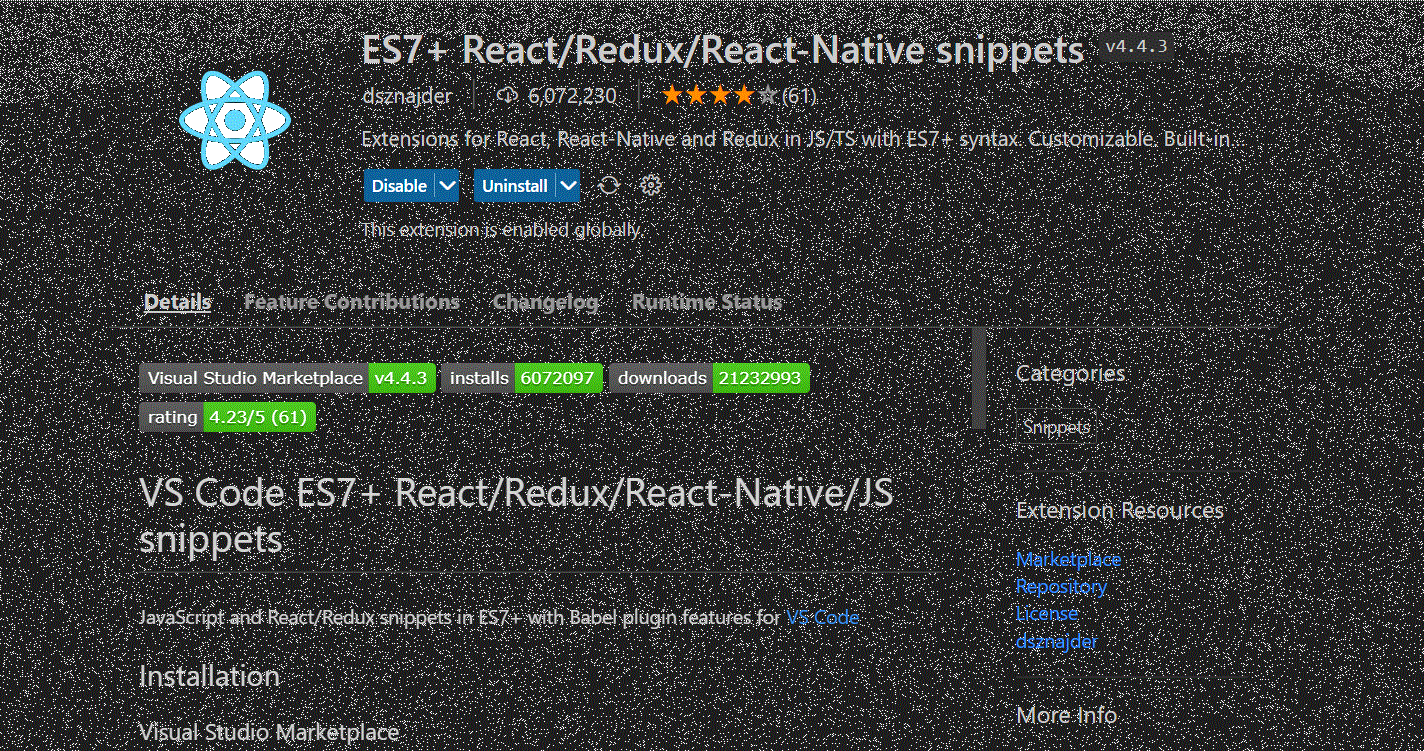 ES7+ React/Redux/React-Native snippets v4.4.3
dsznajder 6,072,230 (61)
Extensions for React, React-Native and Redux in JS/TS with ES7+ syntax. Customizable. Built-in...
Disable Uninstall
This extension is enabled globally.
Details Feature Contributions Changelog Runtime Status
Visual Studio Marketplace v4.4.3 installs 6072097 downloads 21232993
rating 4.23/5 (61)
VS Code ES7+ React/Redux/React-Native/JS
snippets
JavaScript and React/Redux snippets in ES7+ with Babel plugin features for VS Code
Installation
Visual Studio Marketplace
Categories
Snippets
Extension Resources
Marketplace
Repository
License
dsznajder
More Info